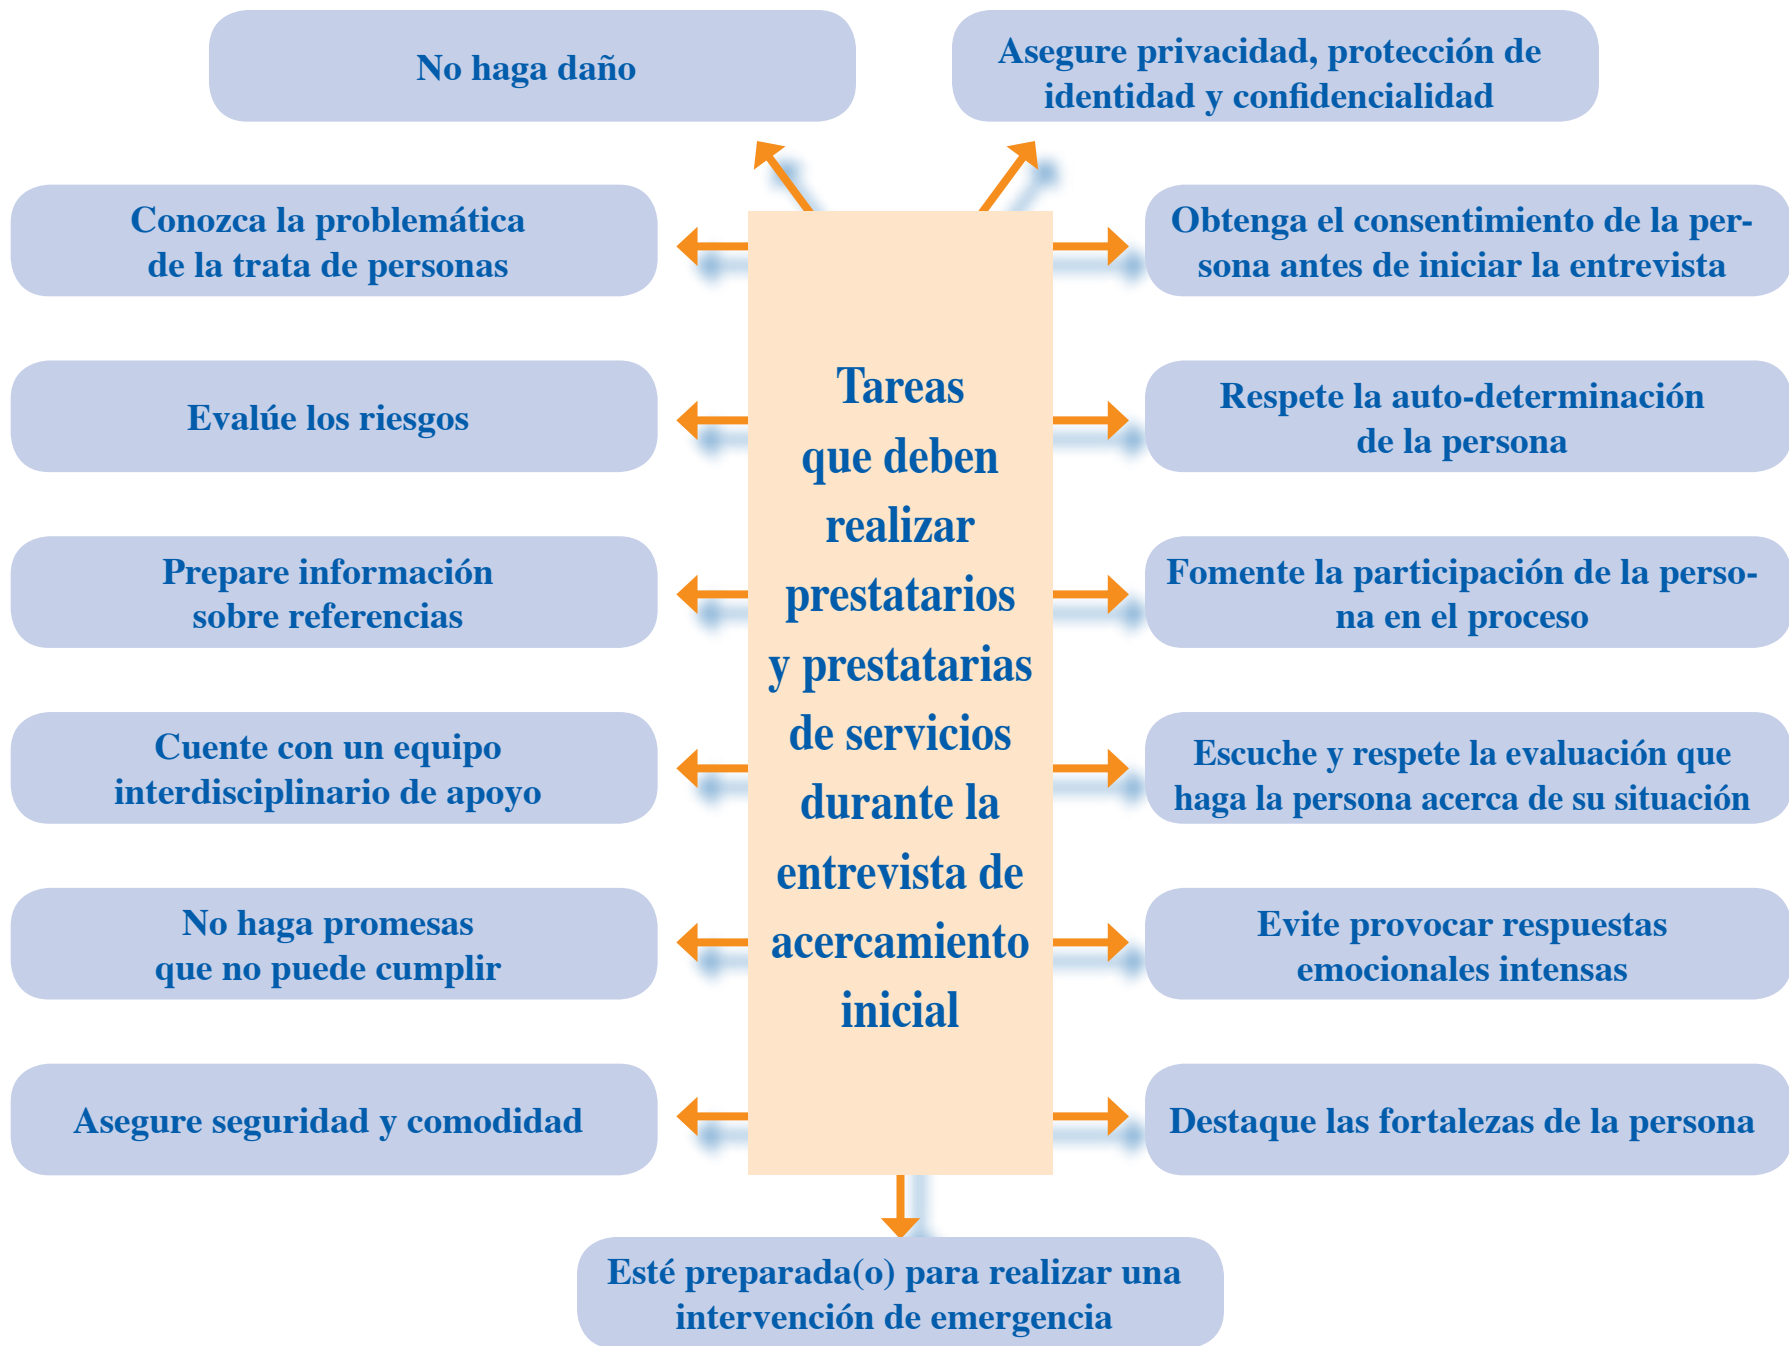 No haga daño
Asegure privacidad, protección de
identidad y confidencialidad
Conozca la problemática
de la trata de personas
Obtenga el consentimiento de la per-
sona antes de iniciar la entrevista
Evalúe los riesgos
Respete la auto-determinación
de la persona
Prepare información
sobre referencias
Fomente la participación de la perso-
na en el proceso
Cuente con un equipo
interdisciplinario de apoyo
Escuche y respete la evaluación que
haga la persona acerca de su situación
No haga promesas
que no puede cumplir
Evite provocar respuestas
emocionales intensas
Asegure seguridad y comodidad
Destaque las fortalezas de la persona
Tareas
que deben
realizar
prestatarios
y prestatarias
de servicios
durante la
entrevista de
acercamiento
inicial
Esté preparada(o) para realizar una
intervención de emergencia